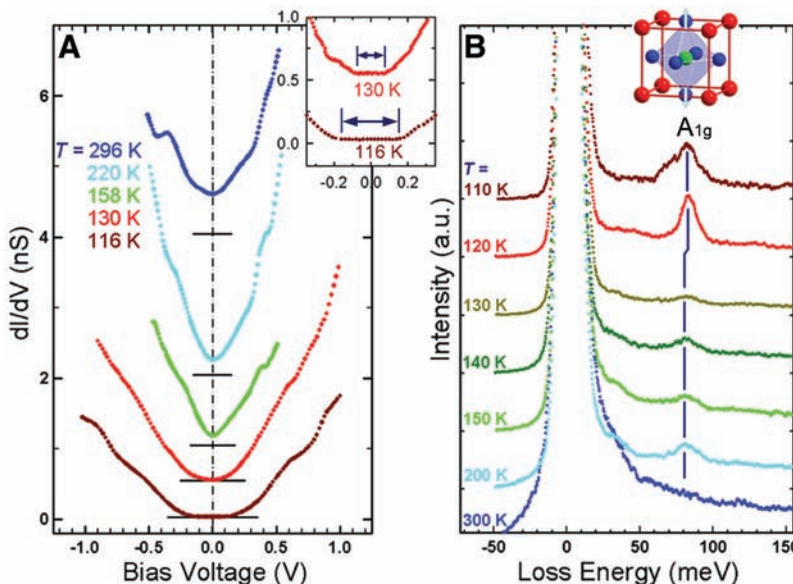 A
6
4
2
0
dI/dV (nS)
T = 296 K
220 K
158 K
130 K
116 K
-1.0
-0.5
0.0
0.5
1.0
Bias Voltage (V)
1.0
0.5
0.0
130 K
116 K
-0.2
0.0
0.2
B
A1g
T =
110 K
120 K
130 K
140 K
150 K
200 K
300 K
Intensity (a.u.)
-50
0
50
100
150
Loss Energy (meV)